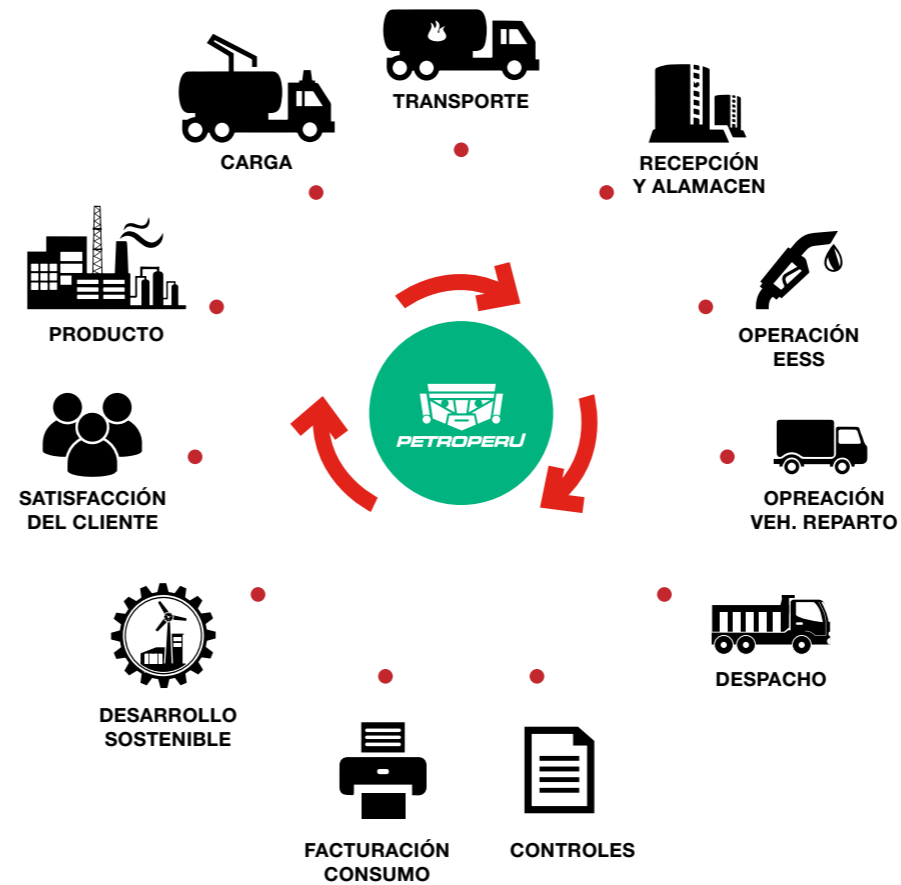 TRANSPORTE
CARGA
RECEPCIÓN
Y ALAMACEN
PRODUCTO
OPERACIÓN
EESS
PETROPERU
SATISFACCIÓN
DEL CLIENTE
OPREACIÓN
VEH. REPARTO
DESPACHO
DESARROLLO
SOSTENIBLE
FACTURACIÓN
CONSUMO
CONTROLES